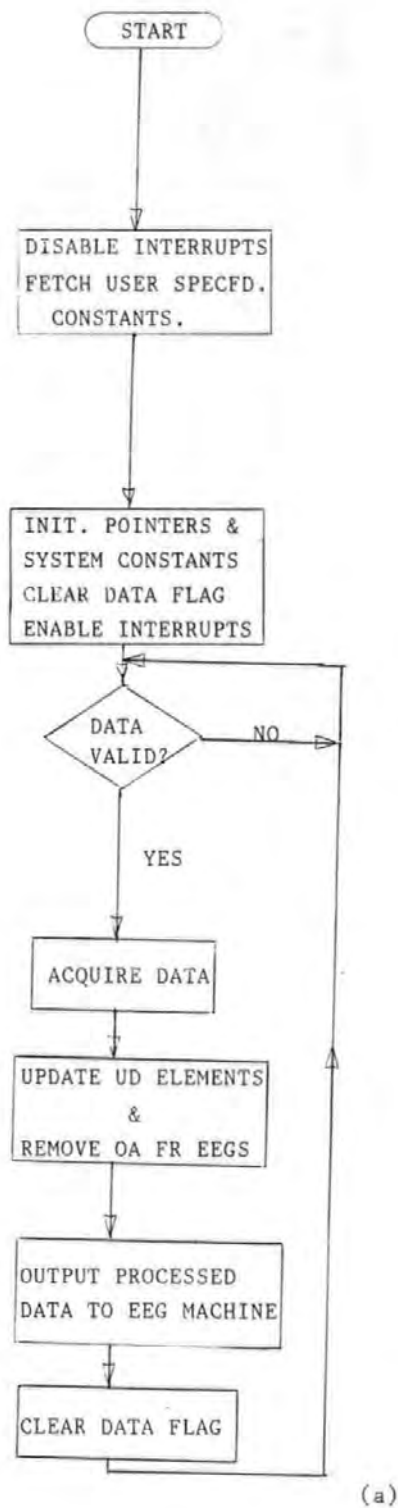 START
DISABLE INTERRUPTS
FETCH USER SPECFD.
CONSTANTS.
INIT. POINTERS &
SYSTEM CONSTANTS
CLEAR DATA FLAG
ENABLE INTERRUPTS
DATA
VALID?
NO
YES
ACQUIRE DATA
UPDATE UD ELEMENTS
&
REMOVE OA FR EEGS
OUTPUT PROCESSED
DATA TO EEG MACHINE
CLEAR DATA FLAG
(a)